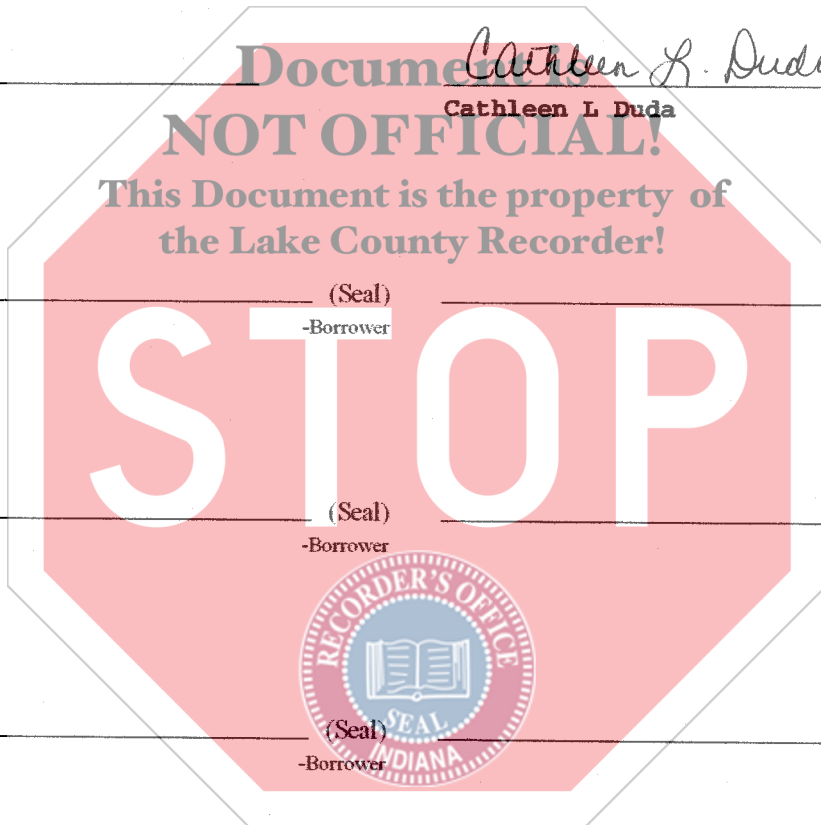 Document is
Cathleen L. Duda
Cathleen L Duda
NOT OFFICIAL!
This Document is the property of
the Lake County Recorder!
(Seal)
-Borrower
STOP
(Seal)
-Borrower
RECORDER'S OFFICE
SEAL
INDIANA
(Seal)
-Borrower